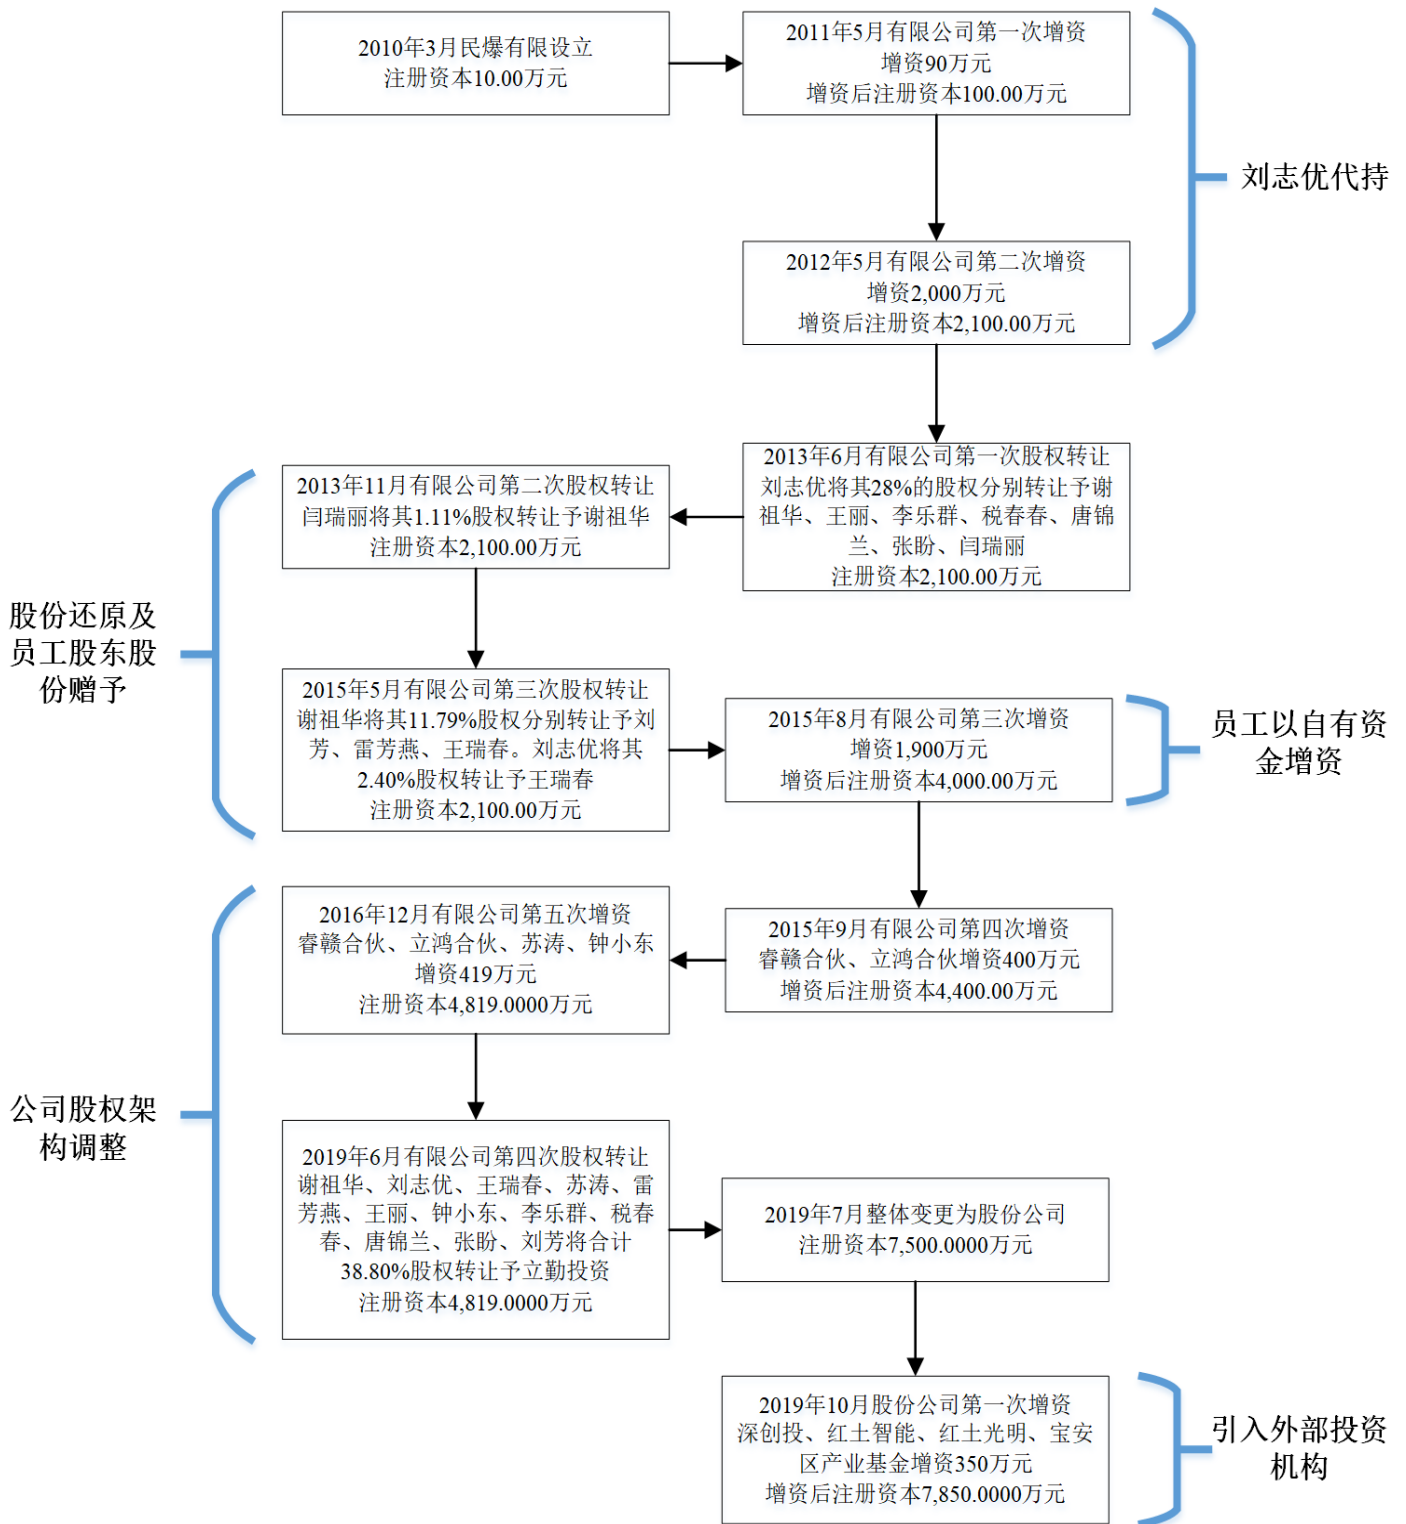 2010年3月民爆有限设立
注册资本10.00万元
2011年5月有限公司第一次增资
增资90万元
增资后注册资本100.00万元
刘志优代持
2012年5月有限公司第二次增资
增资2,000万元
增资后注册资本2,100.00万元
2013年6月有限公司第一次股权转让
刘志优将其28%的股权分别转让予谢
祖华、王丽、李乐群、税春春、唐锦
兰、张盼、闫瑞丽
注册资本2,100.00万元
2013年11月有限公司第二次股权转让
闫瑞丽将其1.11%股权转让予谢祖华
注册资本2,100.00万元
股份还原及
员工股东股
份赠予
2015年5月有限公司第三次股权转让
谢祖华将其11.79%股权分别转让予刘
芳、雷芳燕、王瑞春。刘志优将其
2.40%股权转让予王瑞春
注册资本2,100.00万元
2015年8月有限公司第三次增资
增资1,900万元
增资后注册资本4,000.00万元
员工以自有资
金增资
2015年9月有限公司第四次增资
睿赣合伙、立鸿合伙增资400万元
增资后注册资本4,400.00万元
2016年12月有限公司第五次增资
睿赣合伙、立鸿合伙、苏涛、钟小东
增资419万元
注册资本4,819.0000万元
公司股权架
构调整
2019年6月有限公司第四次股权转让
谢祖华、刘志优、王瑞春、苏涛、雷
芳燕、王丽、钟小东、李乐群、税春
春、唐锦兰、张盼、刘芳将合计
38.80%股权转让予立勤投资
注册资本4,819.0000万元
2019年7月整体变更为股份公司
注册资本7,500.0000万元
2019年10月股份公司第一次增资
深创投、红土智能、红土光明、宝安
区产业基金增资350万元
增资后注册资本7,850.0000万元
引入外部投资
机构